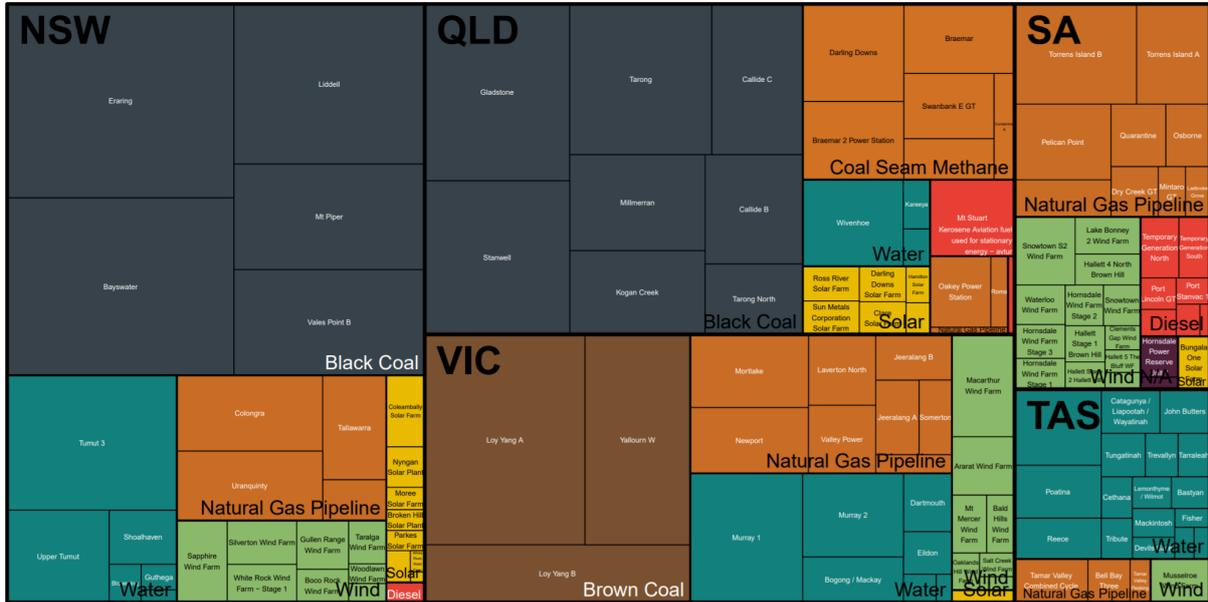 NSW
Eraring
Liddell
Bayswater
Mt Piper
Vales Point B
Black Coal
Tumut 3
Upper Tumut
Shoalhaven
Guthega
Water
Colongra
Tallawarra
Uranquinty
Natural Gas Pipeline
Sapphire
Wind Farm
Silverton Wind Farm
Gullen Range
Wind Farm
Taralga
Wind Farm
White Rock Wind
Farm – Stage 1
Boco Rock
Wind Farm
Woodlawn
Wind Farm
Wind
Coleambally
Solar Farm
Nyngan
Solar Plant
Moree
Solar Farm
Broken Hill
Solar Plant
Parkes
Solar Farm
Solar
Diesel
QLD
Gladstone
Tarong
Callide C
Stanwell
Millmerran
Callide B
Kogan Creek
Tarong North
Black Coal
Darling Downs
Braemar
Swanbank E GT
Braemar 2 Power Station
Coal Seam Methane
Wivenhoe
Kareeya
Water
Mt Stuart
Kerosene Aviation fuel
used for stationary
energy – avtur
Ross River
Solar Farm
Darling
Downs
Solar Farm
Hamilton
Solar
Farm
Sun Metals
Corporation
Solar Farm
Clare
Solar
Oakey Power
Station
Roma
Natural Gas Pipeline
VIC
Loy Yang A
Yallourn W
Loy Yang B
Brown Coal
Mortlake
Laverton North
Jeeralang B
Newport
Valley Power
Jeeralang A
Somerton
Natural Gas Pipeline
Murray 1
Murray 2
Dartmouth
Eildon
Bogong / Mackay
Water
Macarthur
Wind Farm
Ararat Wind Farm
Mt
Mercer
Wind
Farm
Bald
Hills
Wind
Farm
Oaklands
Hill Wind
Farm
Salt Creek
Wind Farm
Wind
Solar
SA
Torrens Island B
Torrens Island A
Pelican Point
Quarantine
Osborne
Dry Creek GT
Mintaro
GT
Ladbroke
Grove
Natural Gas Pipeline
Snowtown S2
Wind Farm
Lake Bonney
2 Wind Farm
Hallett 4 North
Brown Hill
Waterloo
Wind Farm
Hornsdale
Wind Farm
Stage 2
Snowtown
Wind Farm
Hornsdale
Wind Farm
Stage 3
Hallett
Stage 1
Brown Hill
Clements
Gap Wind
Farm
Hornsdale
Wind Farm
Stage 1
Hallett 5 The
Bluff WF
Wind
Temporary
Generation
North
Temporary
Generation
South
Port
Lincoln GT
Port
Stanvac 1
Diesel
Hornsdale
Power
Reserve
N/A
Bungala
One
Solar
Solar
TAS
Catagunya /
Liapootah /
Wayatinah
John Butters
Poatina
Tungatinah
Trevallyn
Tarraleah
Cethana
Lemonthyme
/ Wilmot
Bastyan
Reece
Tribute
Mackintosh
Fisher
Devils
Water
Tamar Valley
Combined Cycle
Bell Bay
Three
Natural Gas Pipeline
Musselroe
Wind